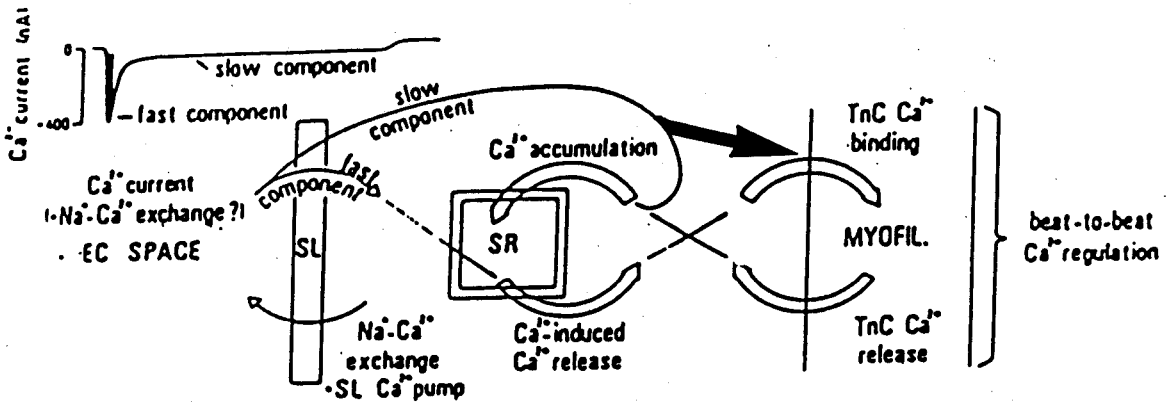 Ca²⁺ current (nA)
0
-400
slow component
fast component
slow
component
fast
component
Ca²⁺ current
(+Na⁺-Ca²⁺ exchange?)
EC SPACE
SL
Na⁺-Ca²⁺
exchange
+SL Ca²⁺ pump
Ca²⁺ accumulation
SR
Ca²⁺-induced
Ca²⁺ release
TnC Ca²⁺
binding
MYOFIL.
TnC Ca²⁺
release
beat-to-beat
Ca²⁺ regulation